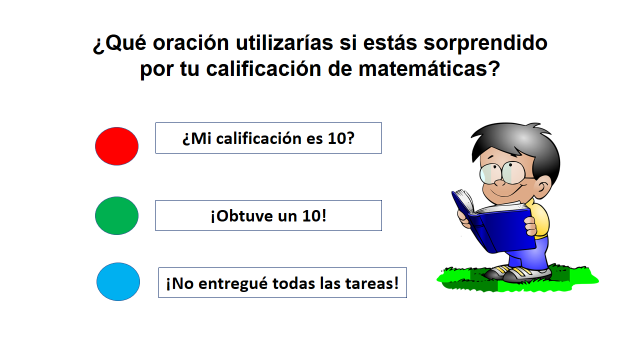 ¿Qué oración utilizarías si estás sorprendido
por tu calificación de matemáticas?
¿Mi calificación es 10?
¡Obtuve un 10!
¡No entregué todas las tareas!